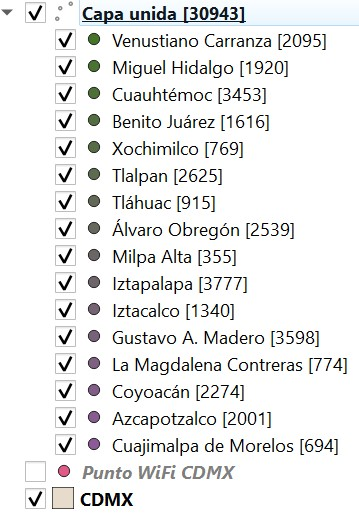 Capa unida [30943]
Venustiano Carranza [2095]
Miguel Hidalgo [1920]
Cuauhtémoc [3453]
Benito Juárez [1616]
Xochimilco [769]
Tlalpan [2625]
Tláhuac [915]
Álvaro Obregón [2539]
Milpa Alta [355]
Iztapalapa [3777]
Iztacalco [1340]
Gustavo A. Madero [3598]
La Magdalena Contreras [774]
Coyoacán [2274]
Azcapotzalco [2001]
Cuajimalpa de Morelos [694]
Punto WiFi CDMX
CDMX